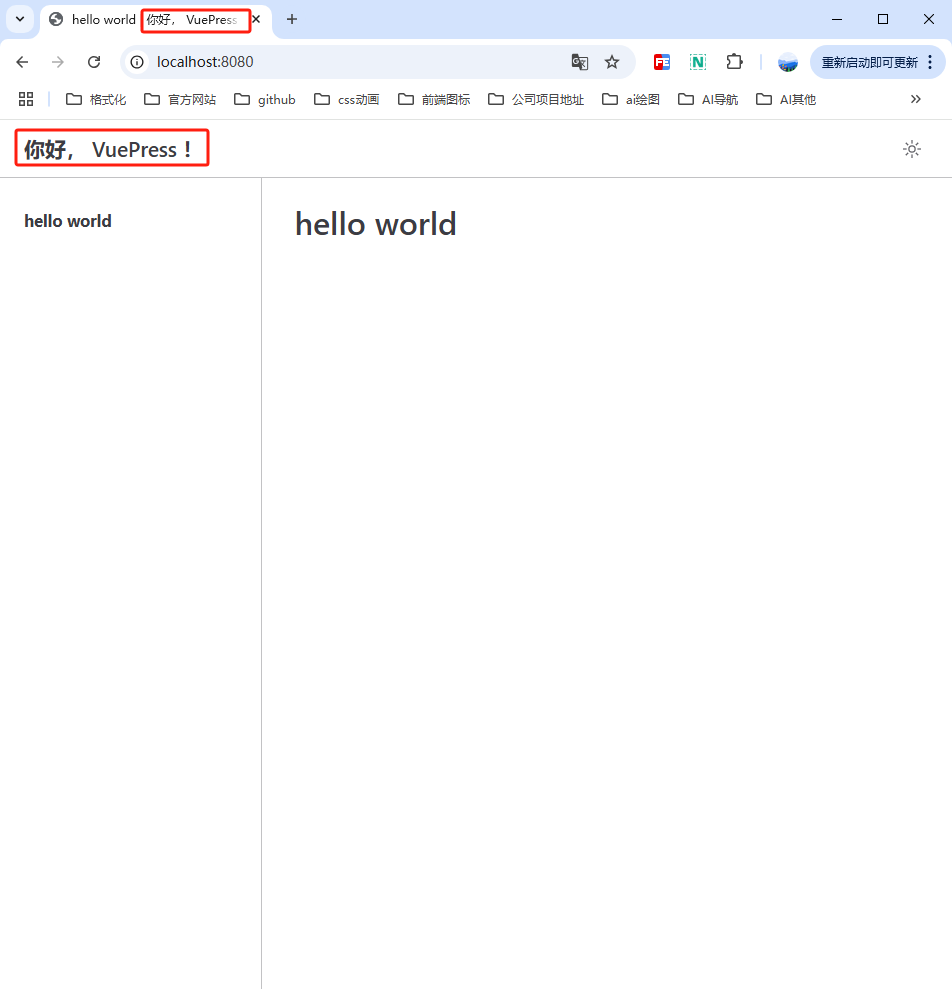 hello world 你好， VuePress
localhost:8080
重新启动即可更新
格式化 官方网站 github css动画 前端图标 公司项目地址 ai绘图 AI导航 AI其他
你好， VuePress！
hello world
hello world